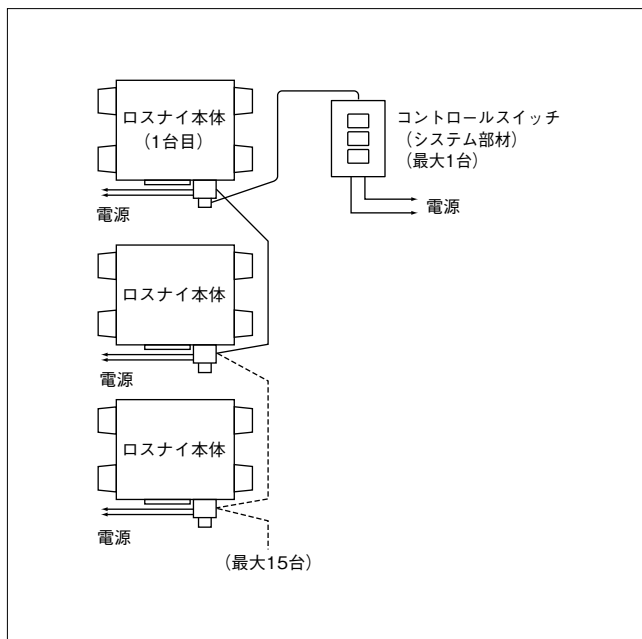 ロスナイ本体
（1台目）
コントロールスイッチ
（システム部材）
（最大1台）
電源
電源
ロスナイ本体
電源
ロスナイ本体
電源
（最大15台）